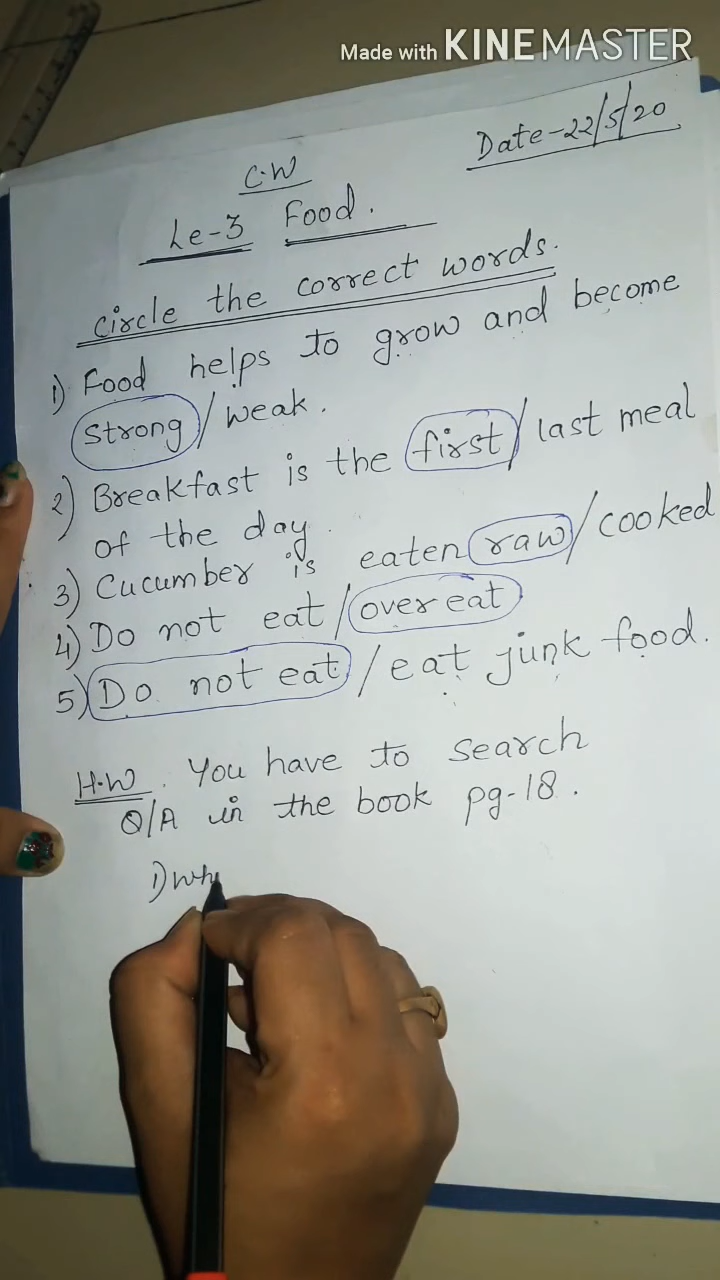 Made with KINEMASTER
Date-22/5/20
C.W
Le-3 Food.
Circle the correct words.
1) Food helps to grow and become
strong/weak.
2) Breakfast is the first/last meal
of the day.
3) Cucumber is eaten raw/cooked
4) Do not eat/over eat
5) Do not eat/eat junk food.
H.W. You have to search
Q/A in the book pg-18.
1) Wh